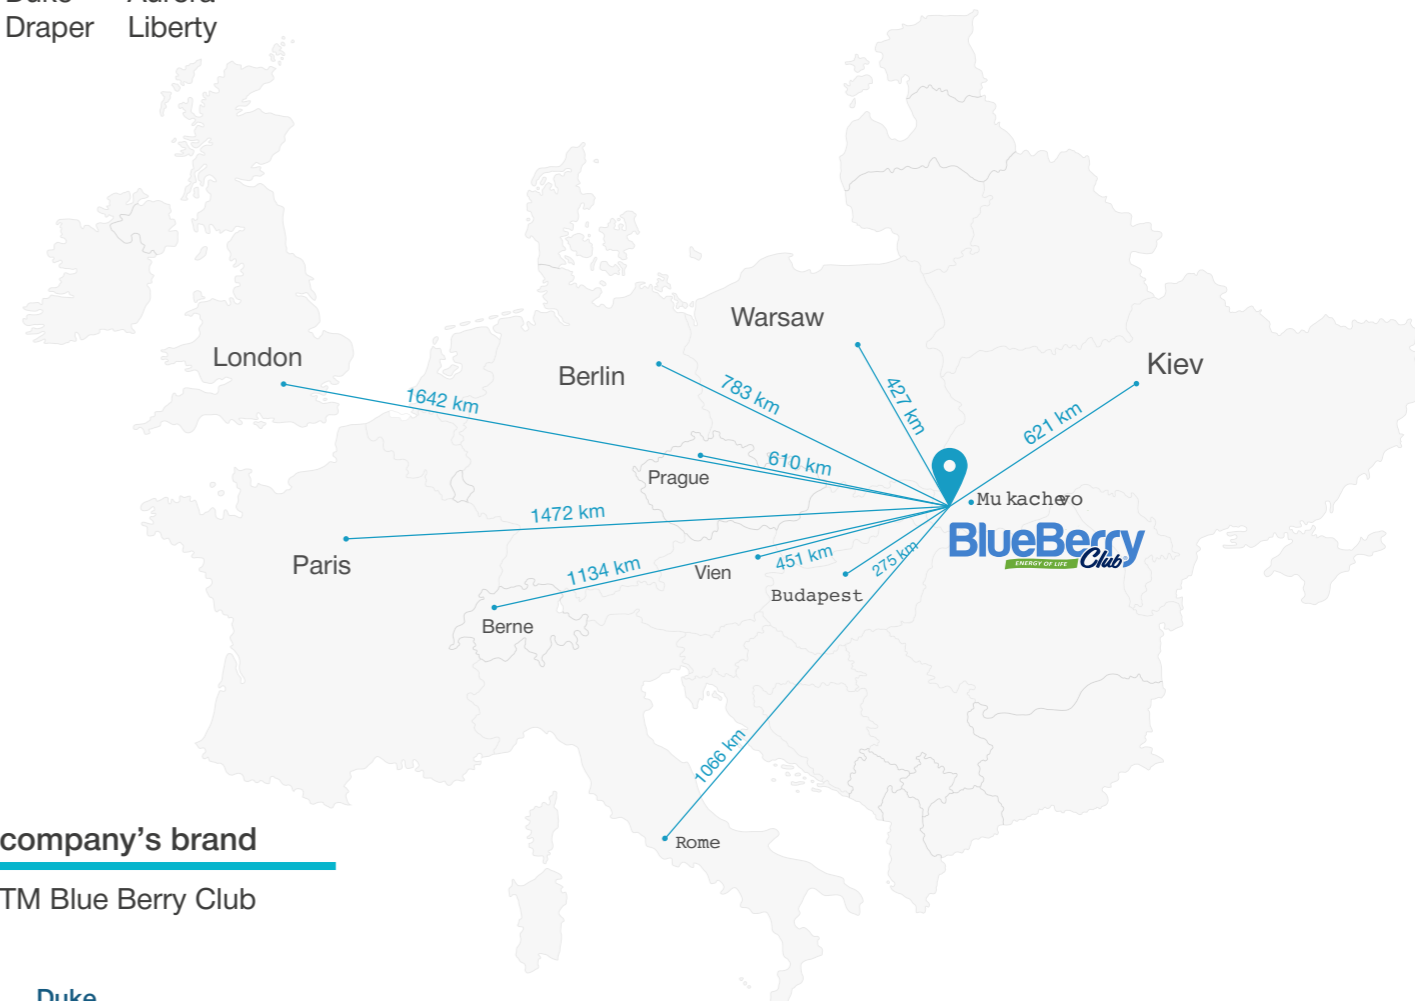 Duke Aurora
Draper Liberty
Warsaw
London
Kiev
Berlin
1642 km
783 km
427 km
621 km
Prague
610 km
Mukachevo
1472 km
BlueBerry
ENERGY OF LIFE Club
Paris
1134 km
Vien
451 km
275 km
Budapest
Berne
1066 km
Rome
company’s brand
TM Blue Berry Club
Duke